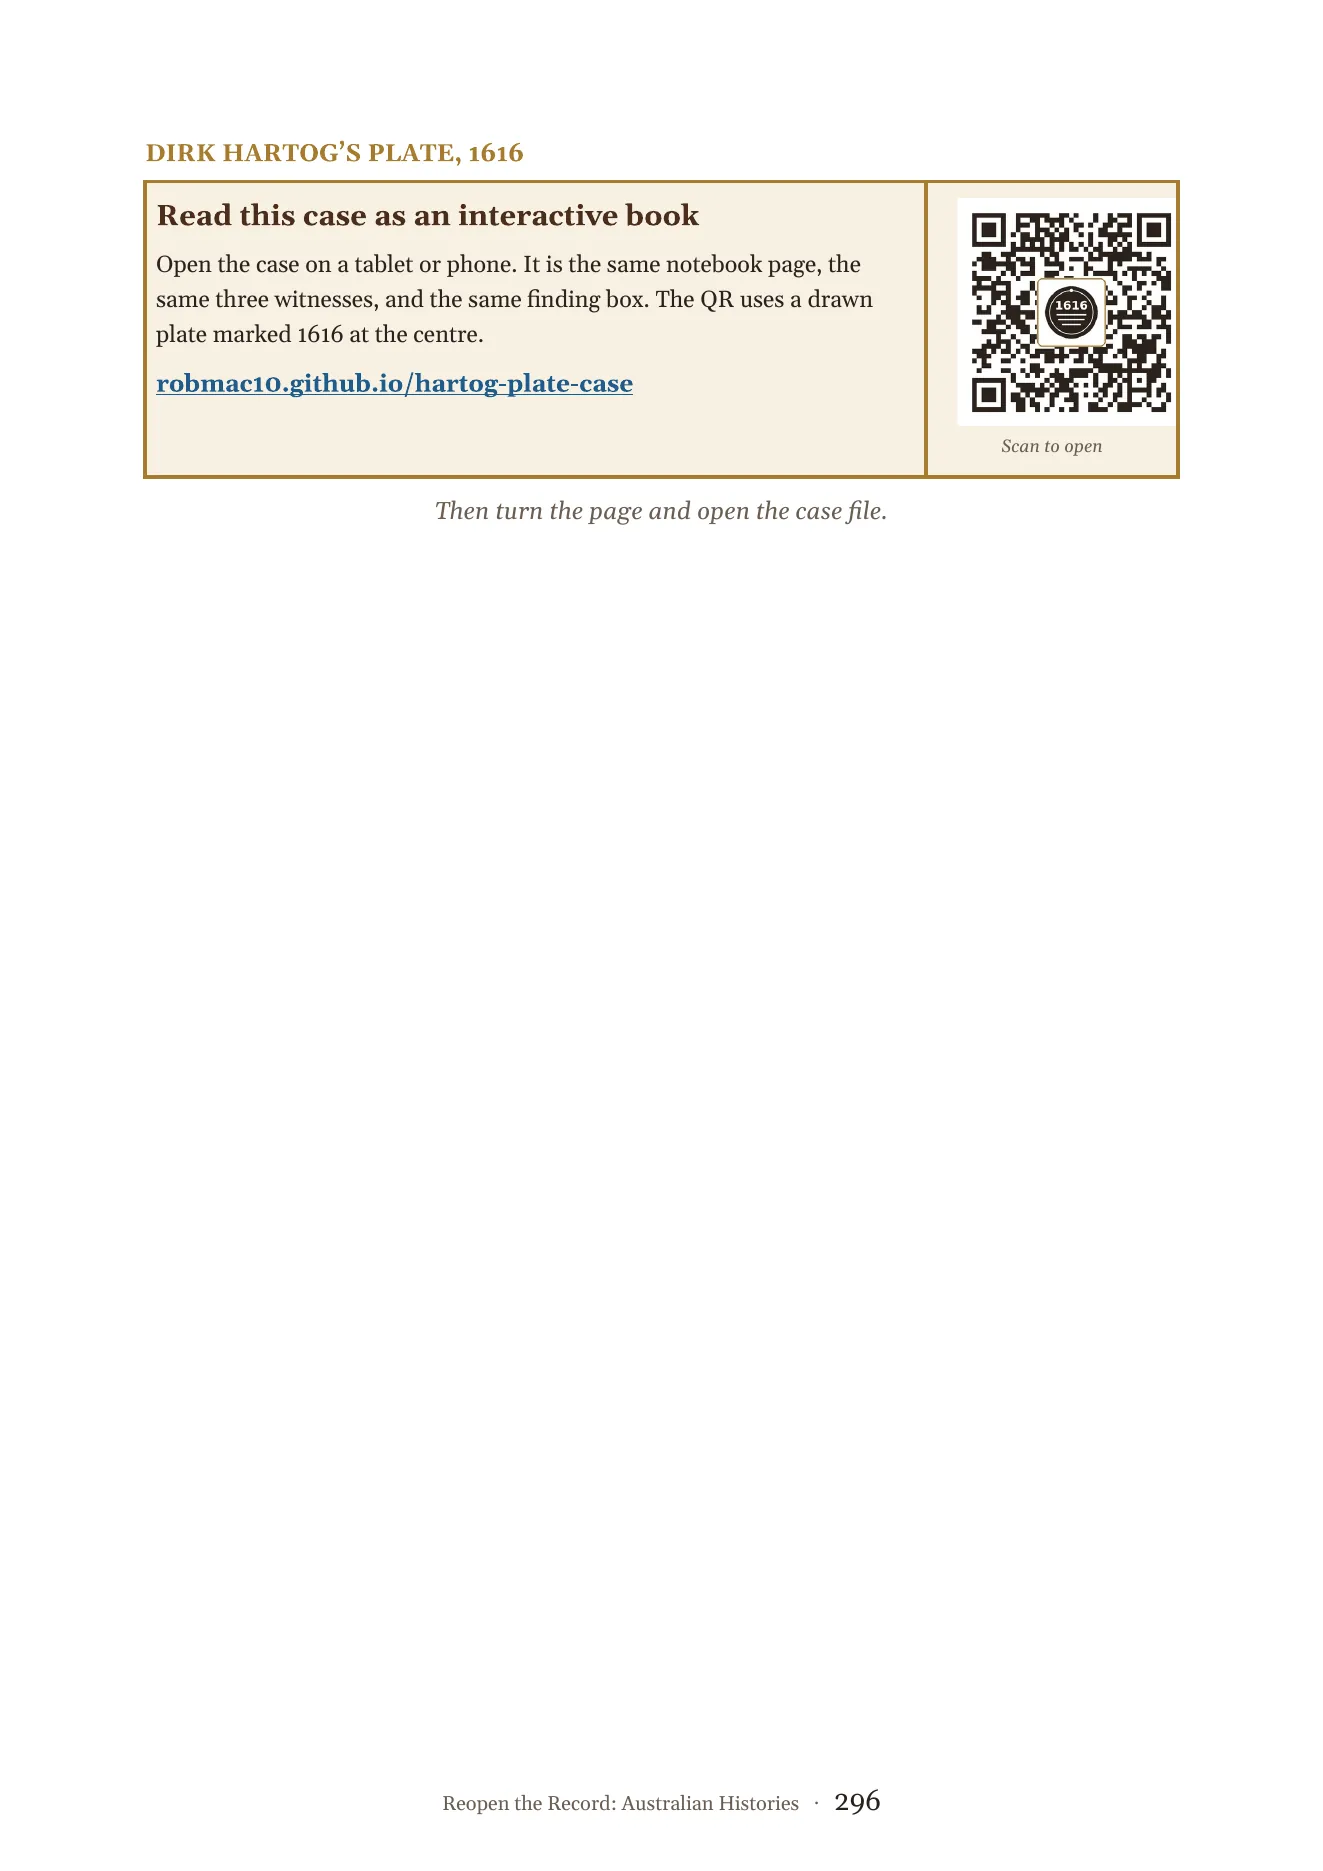 DIRK HARTOG’S PLATE, 1616
Read this case as an interactive book
Open the case on a tablet or phone. It is the same notebook page, the
same three witnesses, and the same finding box. The QR uses a drawn
plate marked 1616 at the centre.
robmac10.github.io/hartog-plate-case
1616
Scan to open
Then turn the page and open the case file.
Reopen the Record: Australian Histories · 296